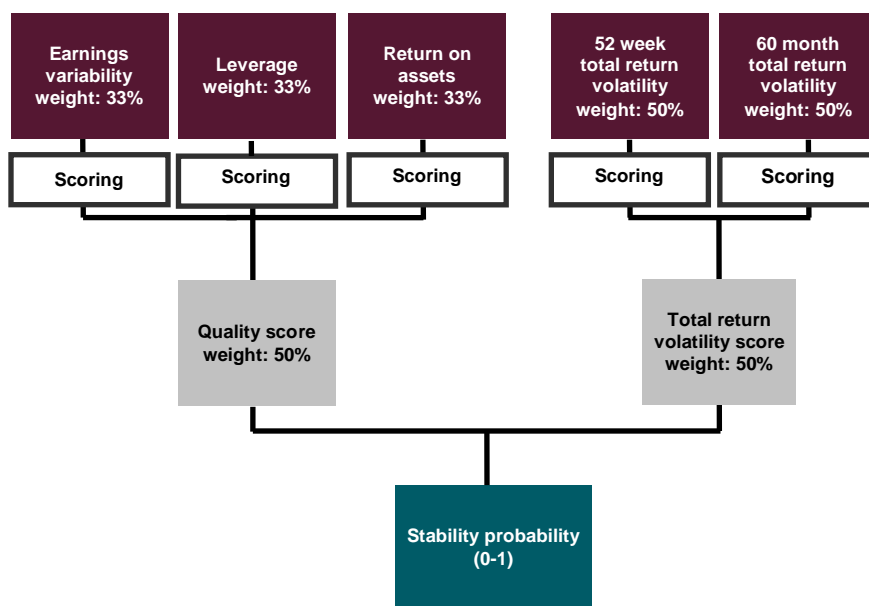 Earnings
variability
weight: 33%
Leverage
weight: 33%
Return on
assets
weight: 33%
52 week
total return
volatility
weight: 50%
60 month
total return
volatility
weight: 50%
Scoring
Scoring
Scoring
Scoring
Scoring
Quality score
weight: 50%
Total return
volatility score
weight: 50%
Stability probability
(0-1)